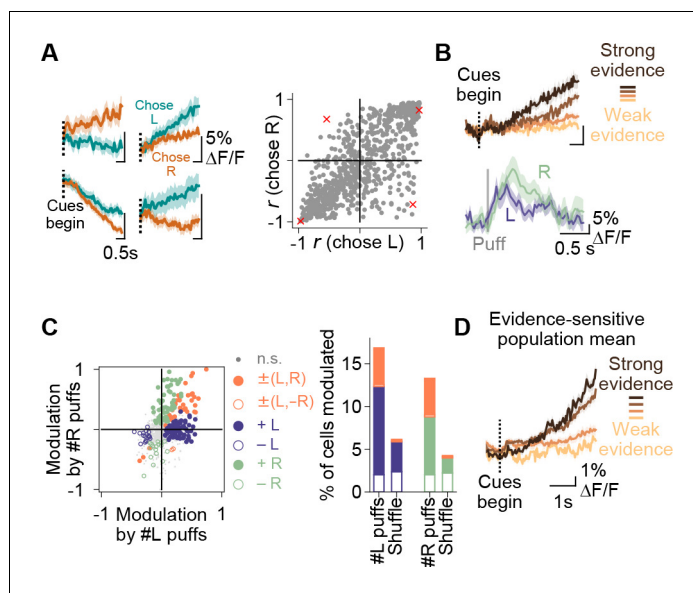 A
Chose
L
5%
ΔF/F
Chose
R
Cues
begin
0.5s
r (chose R)
1
-1
-1 r (chose L) 1
B
Strong
evidence
Cues
begin
Weak
evidence
R
L
Puff
5%
ΔF/F
0.5 s
C
Modulation
by #R puffs
1
-1
-1 Modulation 1
by #L puffs
n.s.
±(L,R)
±(L,-R)
+ L
– L
+ R
– R
% of cells modulated
15
10
5
0
#L puffs
Shuffle
#R puffs
Shuffle
D
Evidence-sensitive
population mean
Strong
evidence
Weak
evidence
Cues
begin
1%
ΔF/F
1s